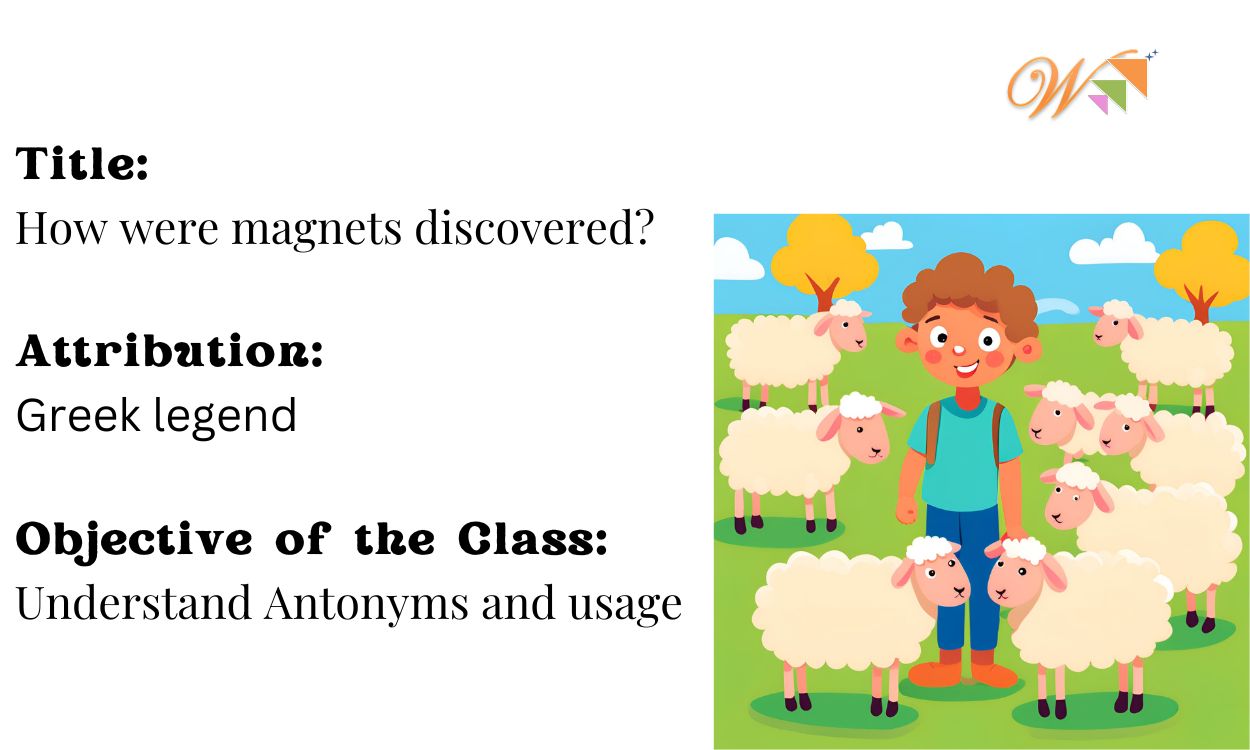 W
Title:
How were magnets discovered?
Attribution:
Greek legend
Objective of the Class:
Understand Antonyms and usage